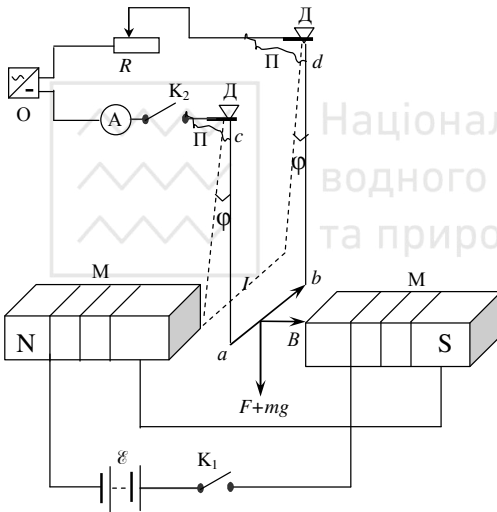 Д
R
П
d
О
A
K₂
Д
П
c
φ
φ
Націонал
водного
та приро
M
I
b
M
N
a
B
S
F+mg
ℰ
K₁